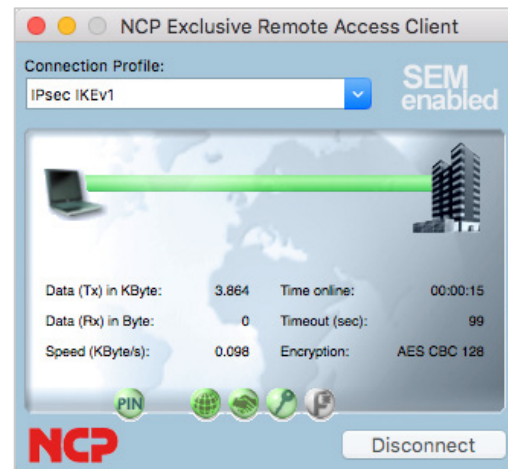 NCP Exclusive Remote Access Client
Connection Profile:
IPsec IKEv1
SEM
enabled
Data (Tx) in KByte: 3.864 Time online: 00:00:15
Data (Rx) in Byte: 0 Timeout (sec): 99
Speed (KByte/s): 0.098 Encryption: AES CBC 128
PIN
F
NCP
Disconnect